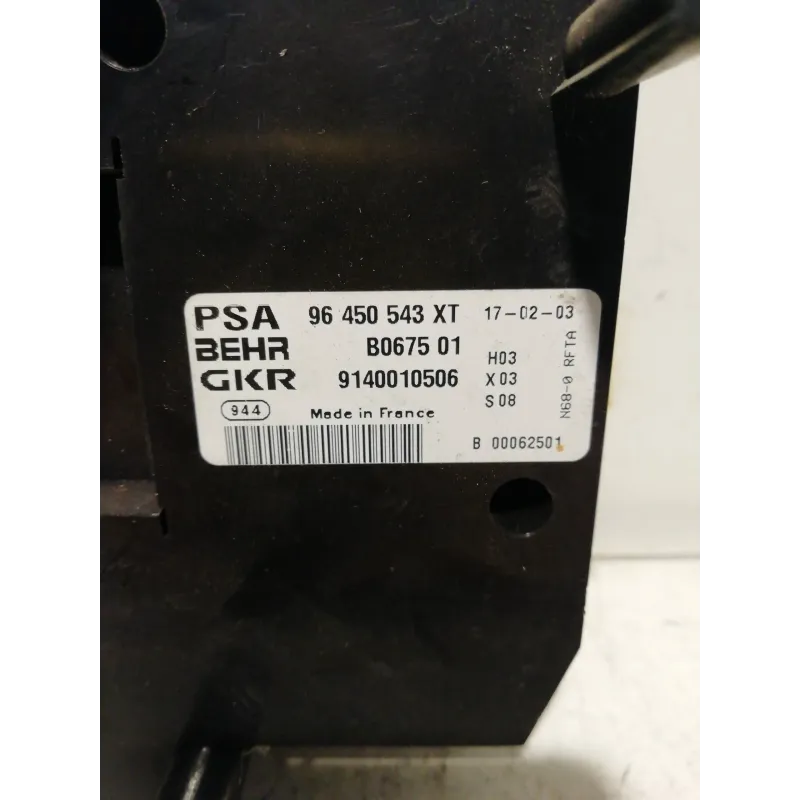 PSA 96 450 543 XT 17-02-03
BEHR B0675 01 H03
GKR 9140010506 X 03
S 08
944 Made in France
B 00062501
N68-0 RFTA